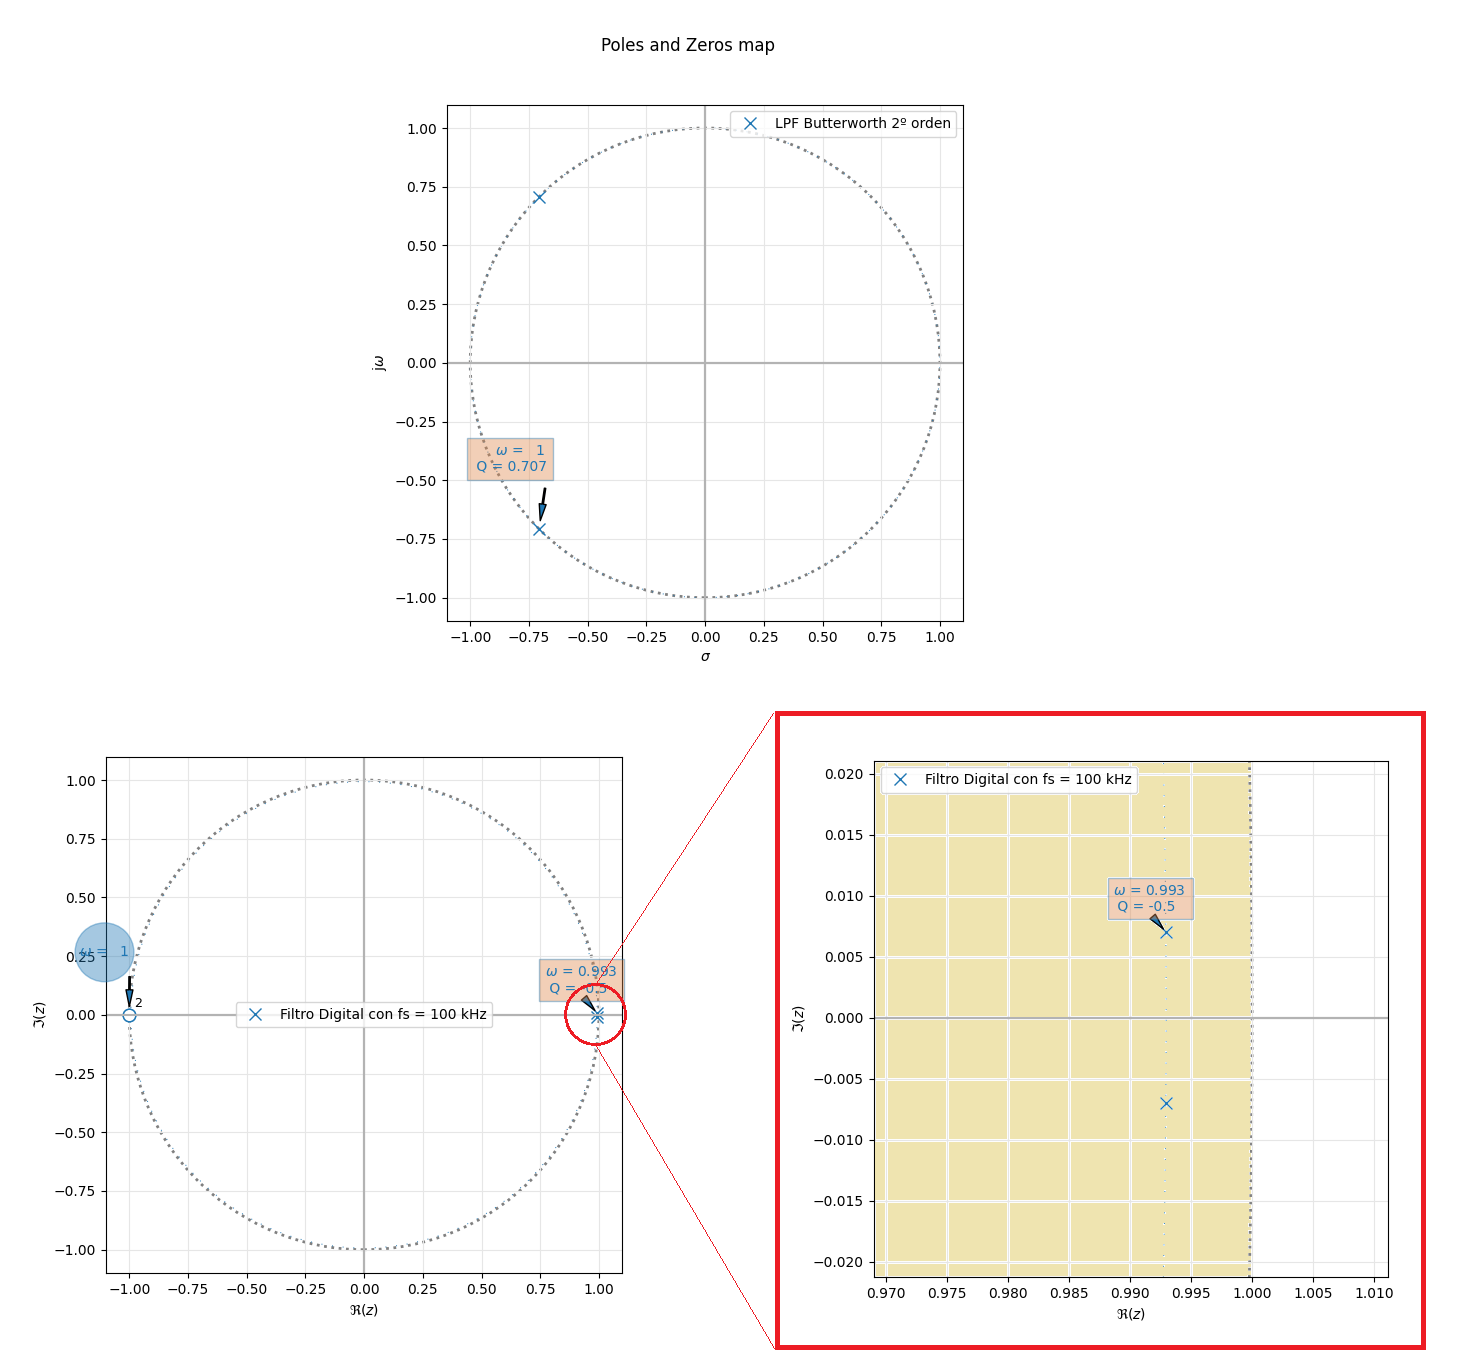 Poles and Zeros map
LPF Butterworth 2º orden
1.00
0.75
0.50
0.25
0.00
−0.25
−0.50
−0.75
−1.00
jω
ω = 1
Q = 0.707
−1.00 −0.75 −0.50 −0.25 0.00 0.25 0.50 0.75 1.00
σ
1.00
0.75
0.50
0.25
0.00
−0.25
−0.50
−0.75
−1.00
ℑ(z)
ω = 1
2
Filtro Digital con fs = 100 kHz
ω = 0.993
Q = -0.5
−1.00 −0.75 −0.50 −0.25 0.00 0.25 0.50 0.75 1.00
ℜ(z)
Filtro Digital con fs = 100 kHz
0.020
0.015
0.010
0.005
0.000
−0.005
−0.010
−0.015
−0.020
ℑ(z)
ω = 0.993
Q = -0.5
0.970 0.975 0.980 0.985 0.990 0.995 1.000 1.005 1.010
ℜ(z)